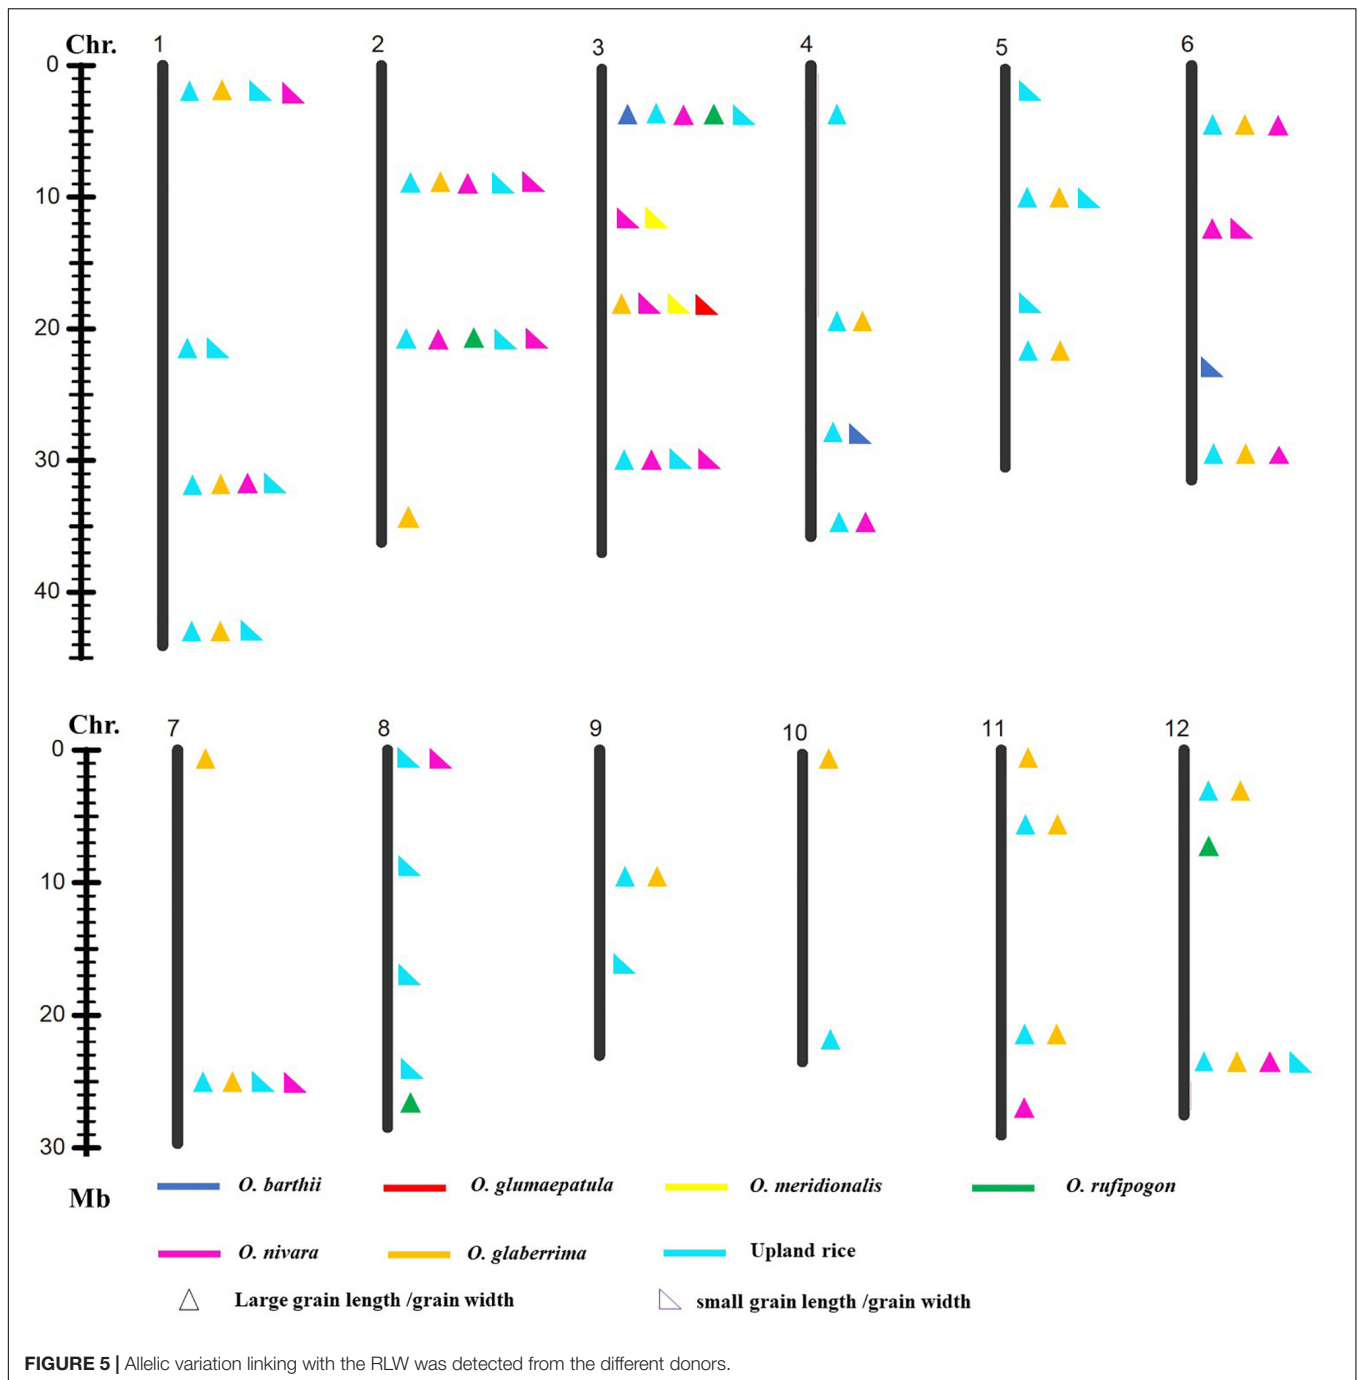 Chr. 1 2 3 4 5 6
0
10
20
30
40
Chr. 7 8 9 10 11 12
0
10
20
30
Mb
O. barthii O. glumaepatula O. meridionalis O. rufipogon
O. nivara O. glaberrima Upland rice
Large grain length /grain width small grain length /grain width
FIGURE 5 | Allelic variation linking with the RLW was detected from the different donors.